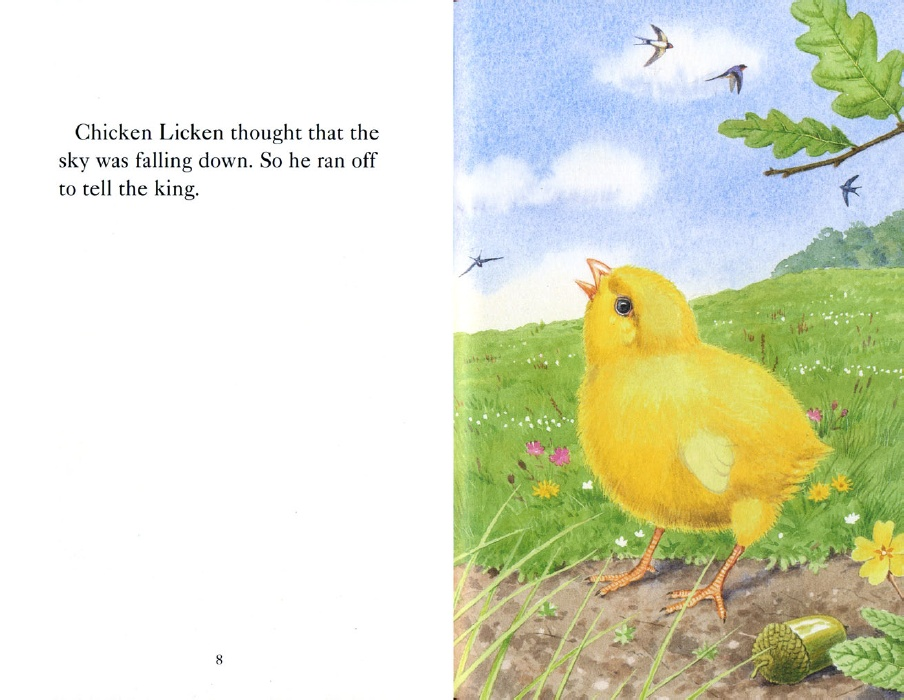 Chicken Licken thought that the
sky was falling down. So he ran off
to tell the king.
8